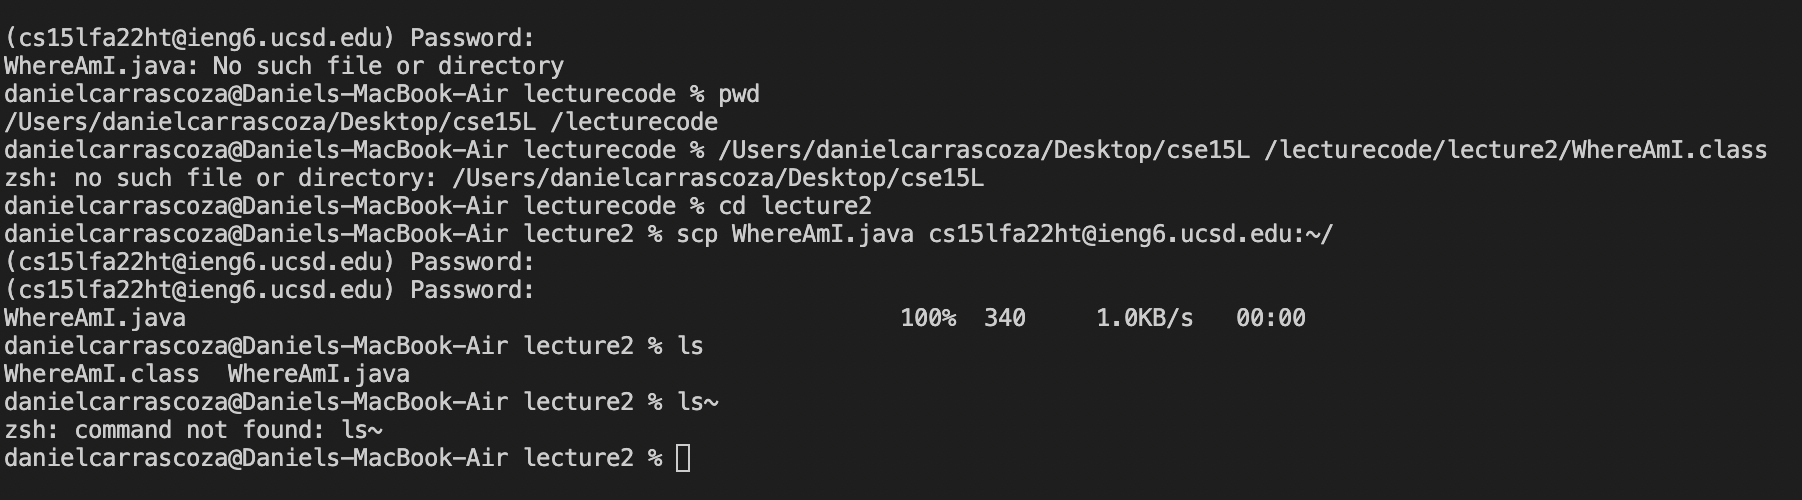 (cs15lfa22ht@ieng6.ucsd.edu) Password:
WhereAmI.java: No such file or directory
danielcarrascoza@Daniels-MacBook-Air lecturecode % pwd
/Users/danielcarrascoza/Desktop/cse15L /lecturecode
danielcarrascoza@Daniels-MacBook-Air lecturecode % /Users/danielcarrascoza/Desktop/cse15L /lecturecode/lecture2/WhereAmI.class
zsh: no such file or directory: /Users/danielcarrascoza/Desktop/cse15L
danielcarrascoza@Daniels-MacBook-Air lecturecode % cd lecture2
danielcarrascoza@Daniels-MacBook-Air lecture2 % scp WhereAmI.java cs15lfa22ht@ieng6.ucsd.edu:~/
(cs15lfa22ht@ieng6.ucsd.edu) Password:
(cs15lfa22ht@ieng6.ucsd.edu) Password:
WhereAmI.java 100% 340 1.0KB/s 00:00
danielcarrascoza@Daniels-MacBook-Air lecture2 % ls
WhereAmI.class WhereAmI.java
danielcarrascoza@Daniels-MacBook-Air lecture2 % ls~
zsh: command not found: ls~
danielcarrascoza@Daniels-MacBook-Air lecture2 %